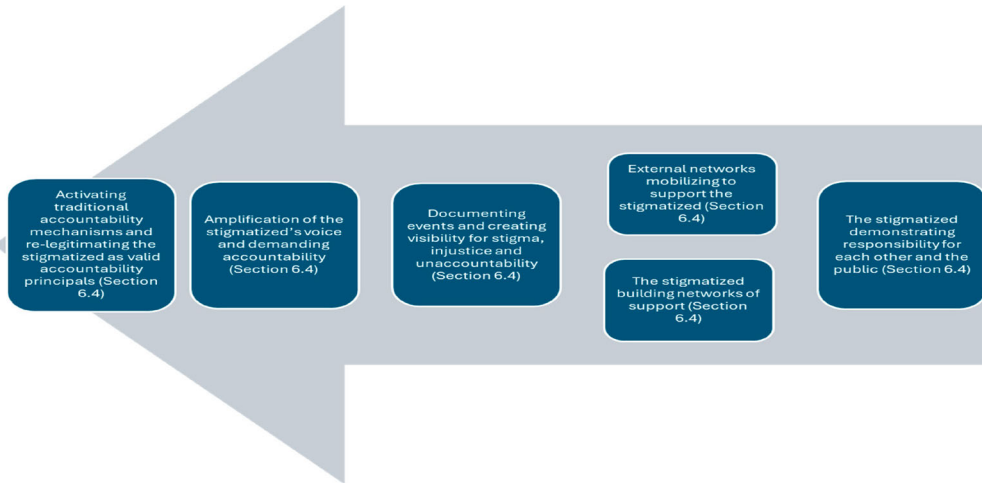 Activating
traditional
accountability
mechanisms and
re-legitimating the
stigmatized as valid
accountability
principals (Section
6.4)
Amplification of the
stigmatized's voice
and demanding
accountability
(Section 6.4)
Documenting
events and creating
visibility for stigma,
injustice and
unaccountability
(Section 6.4)
External networks
mobilizing to
support the
stigmatized (Section
6.4)
The stigmatized
building networks of
support (Section
6.4)
The stigmatized
demonstrating
responsibility for
each other and the
public (Section 6.4)